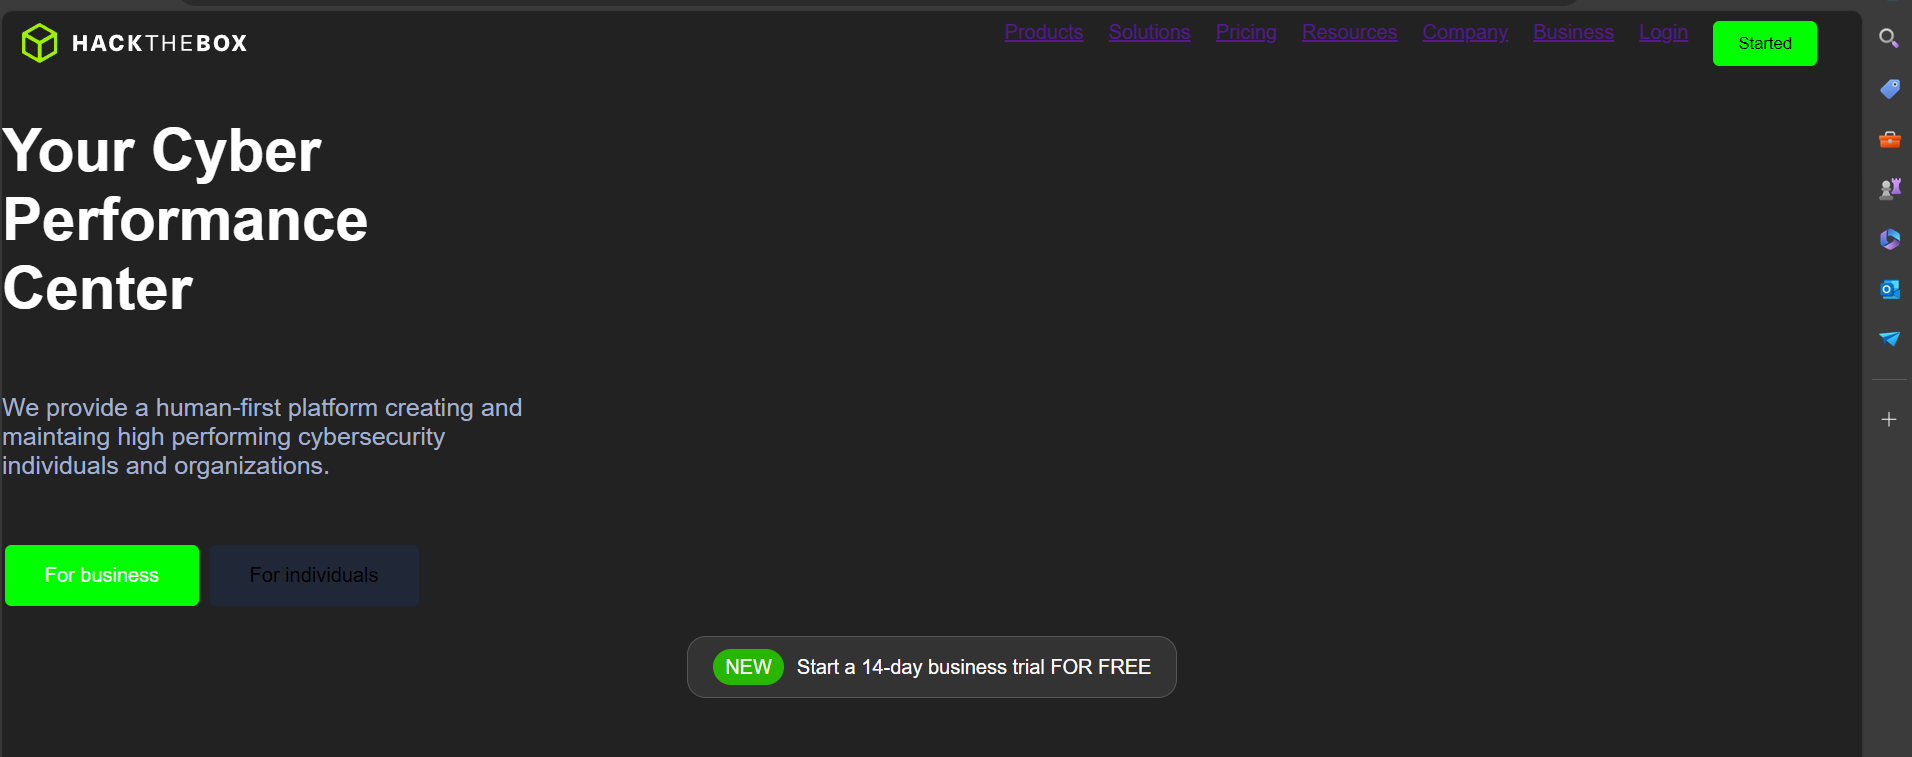 HACKTHEBOX
Products Solutions Pricing Resources Company Business Login Started
Your Cyber
Performance
Center
We provide a human-first platform creating and
maintaing high performing cybersecurity
individuals and organizations.
For business For individuals
NEW Start a 14-day business trial FOR FREE